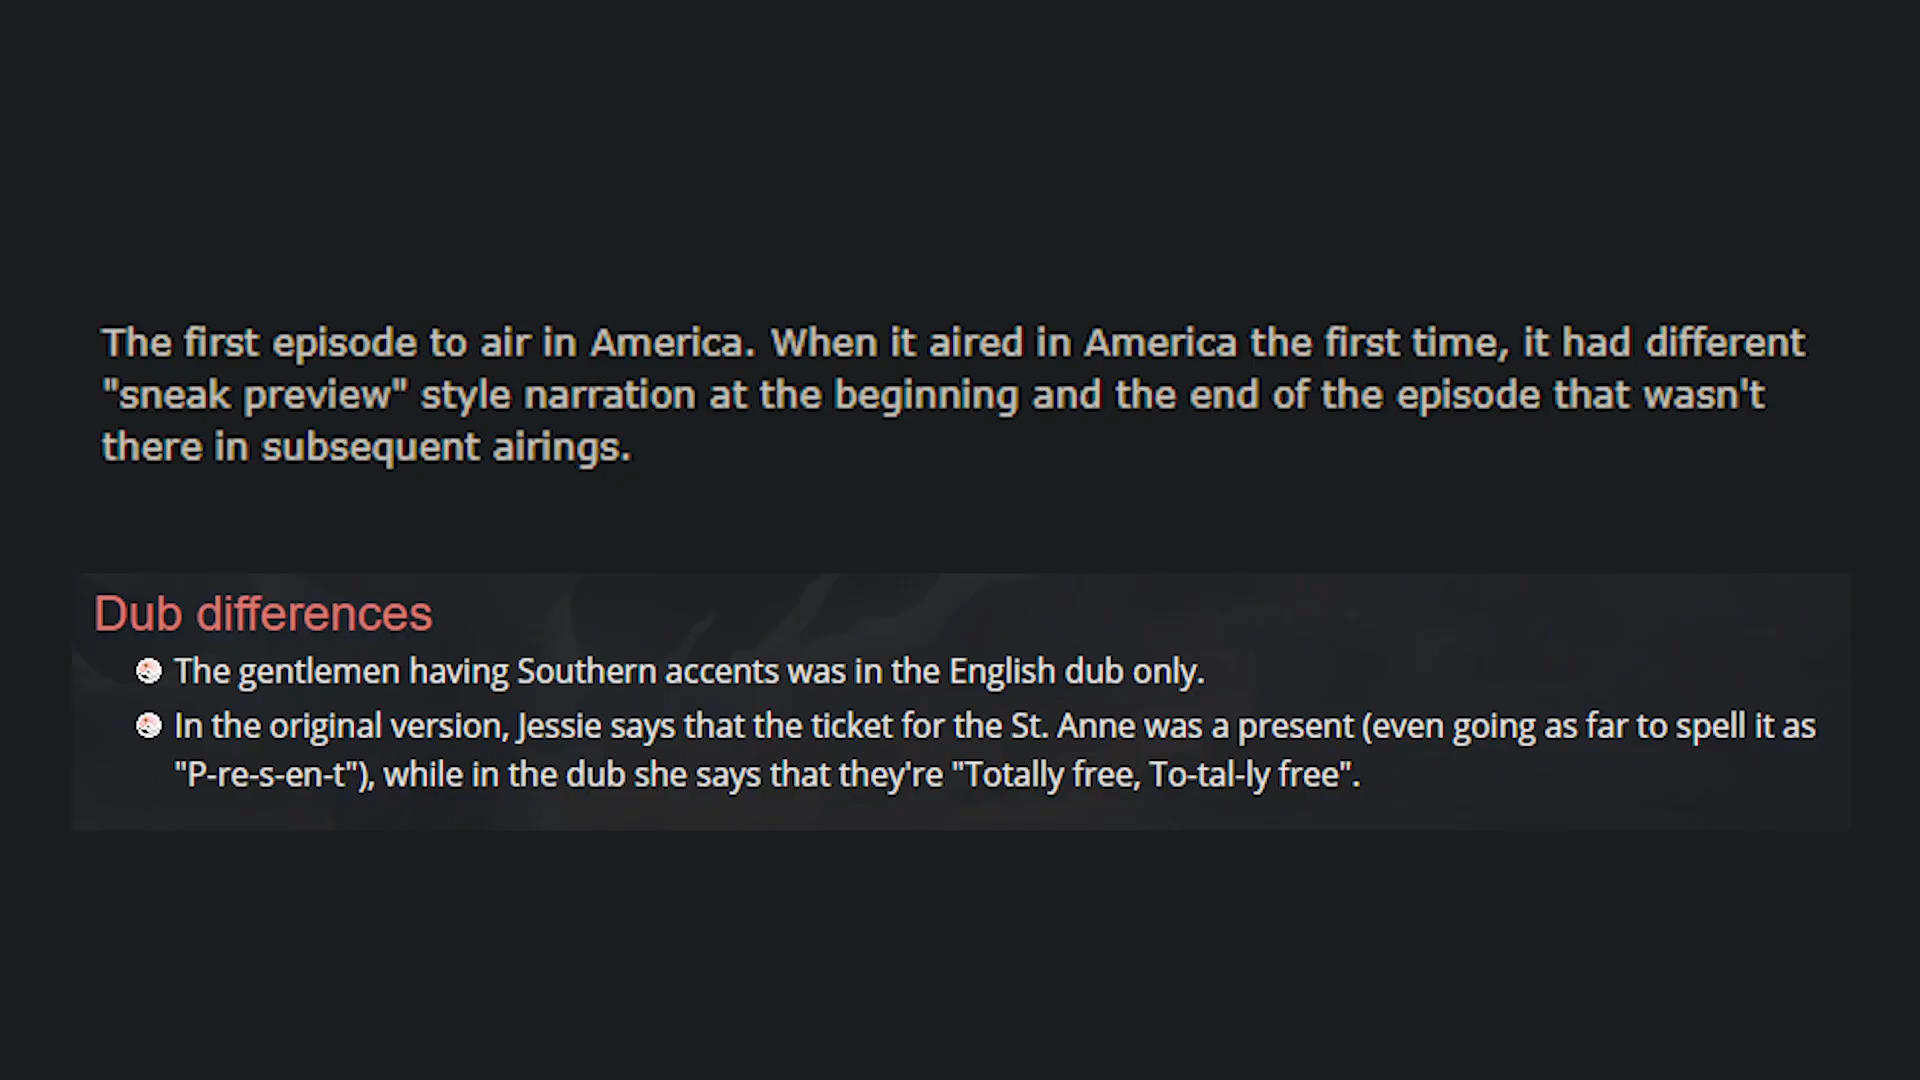 The first episode to air in America. When it aired in America the first time, it had different
"sneak preview" style narration at the beginning and the end of the episode that wasn't
there in subsequent airings.
Dub differences
The gentlemen having Southern accents was in the English dub only.
In the original version, Jessie says that the ticket for the St. Anne was a present (even going as far to spell it as
"P-re-s-en-t"), while in the dub she says that they're "Totally free, To-tal-ly free".